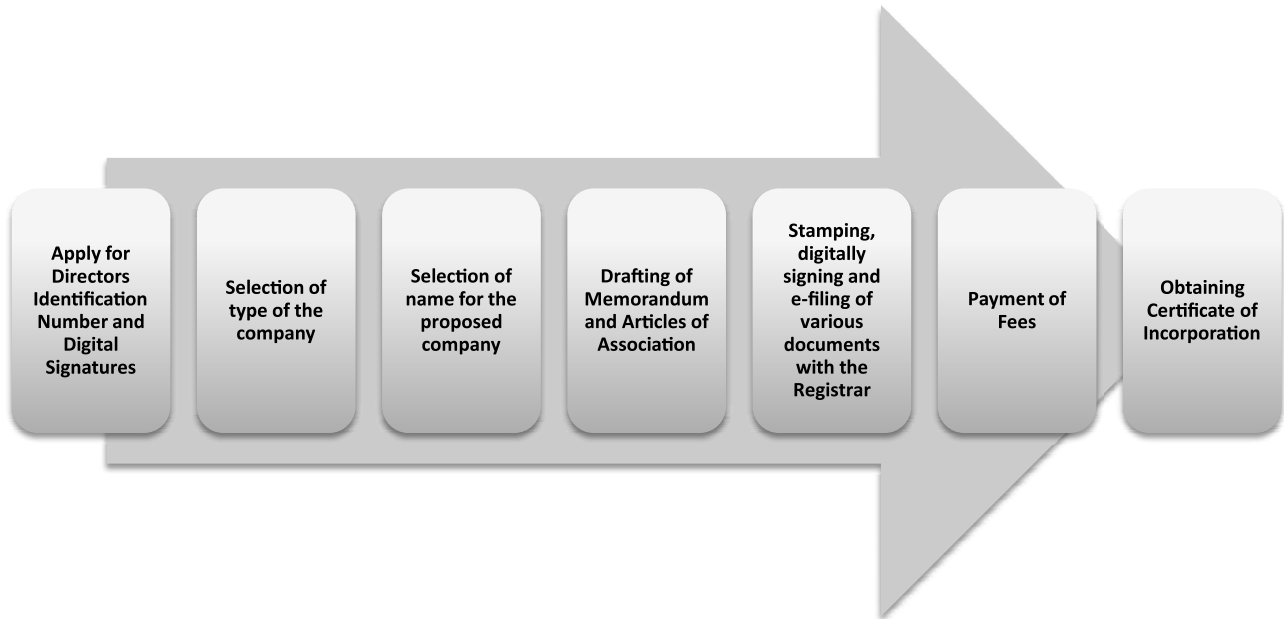 Apply for
Directors
Identification
Number and
Digital
Signatures
Selection of
type of the
company
Selection of
name for the
proposed
company
Drafting of
Memorandum
and Articles of
Association
Stamping,
digitally
signing and
e-filing of
various
documents
with the
Registrar
Payment of
Fees
Obtaining
Certificate of
Incorporation